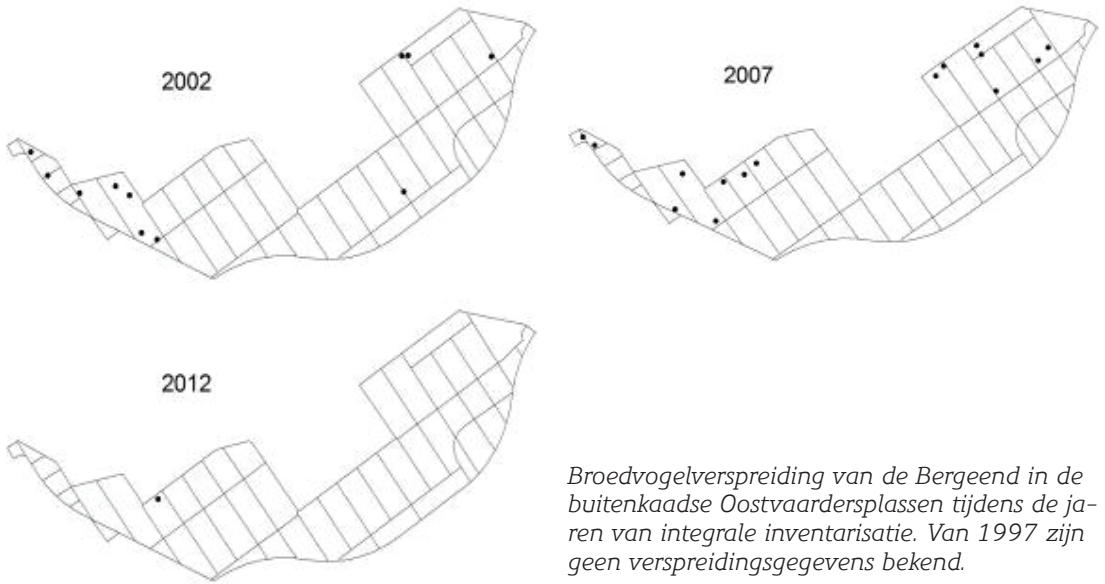 2002
2007
2012
Broedvogelverspreiding van de Bergeend in de
buitenkaadse Oostvaardersplassen tijdens de ja-
ren van integrale inventarisatie. Van 1997 zijn
geen verspreidingsgegevens bekend.